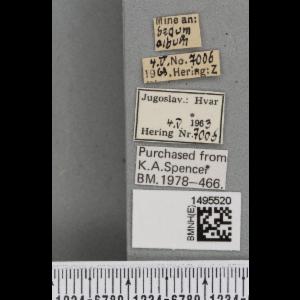 Mine an:
Sedum
album
4.V. No. 7006
1963. Hering: Z
Jugoslav.: Hvar
4.V. 1963
Hering Nr. 7006
Purchased from
K.A.Spencer
BM.1978–466.
1495520
BMNH(E)